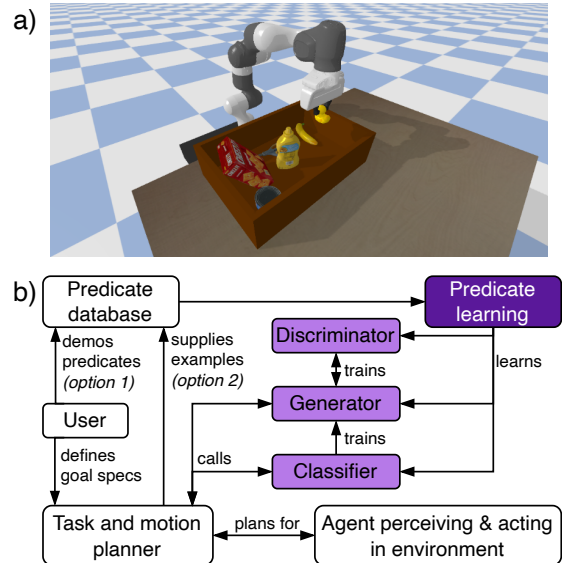 a)
b)
Predicate
database
Predicate
learning
demos
predicates
(option 1)
supplies
examples
(option 2)
Discriminator
trains
learns
User
Generator
defines
goal specs
calls
trains
Classifier
Task and motion
planner
plans for
Agent perceiving & acting
in environment